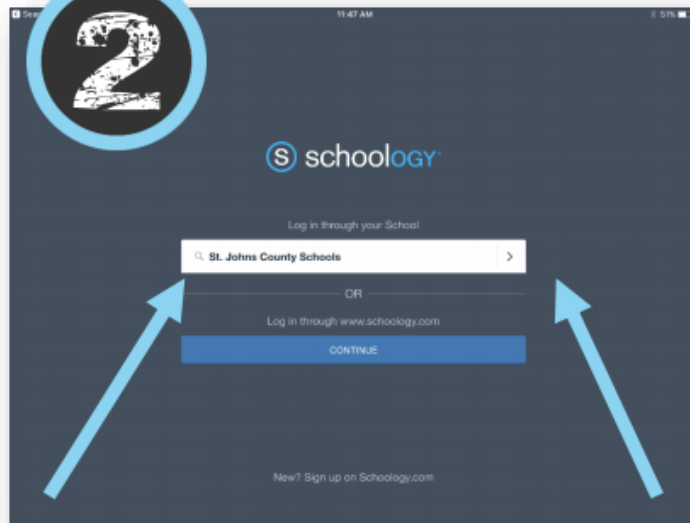 11:47 AM
51%
2
schoology
Log in through your School
St. Johns County Schools
OR
Log in through www.schoology.com
CONTINUE
New? Sign up on Schoology.com